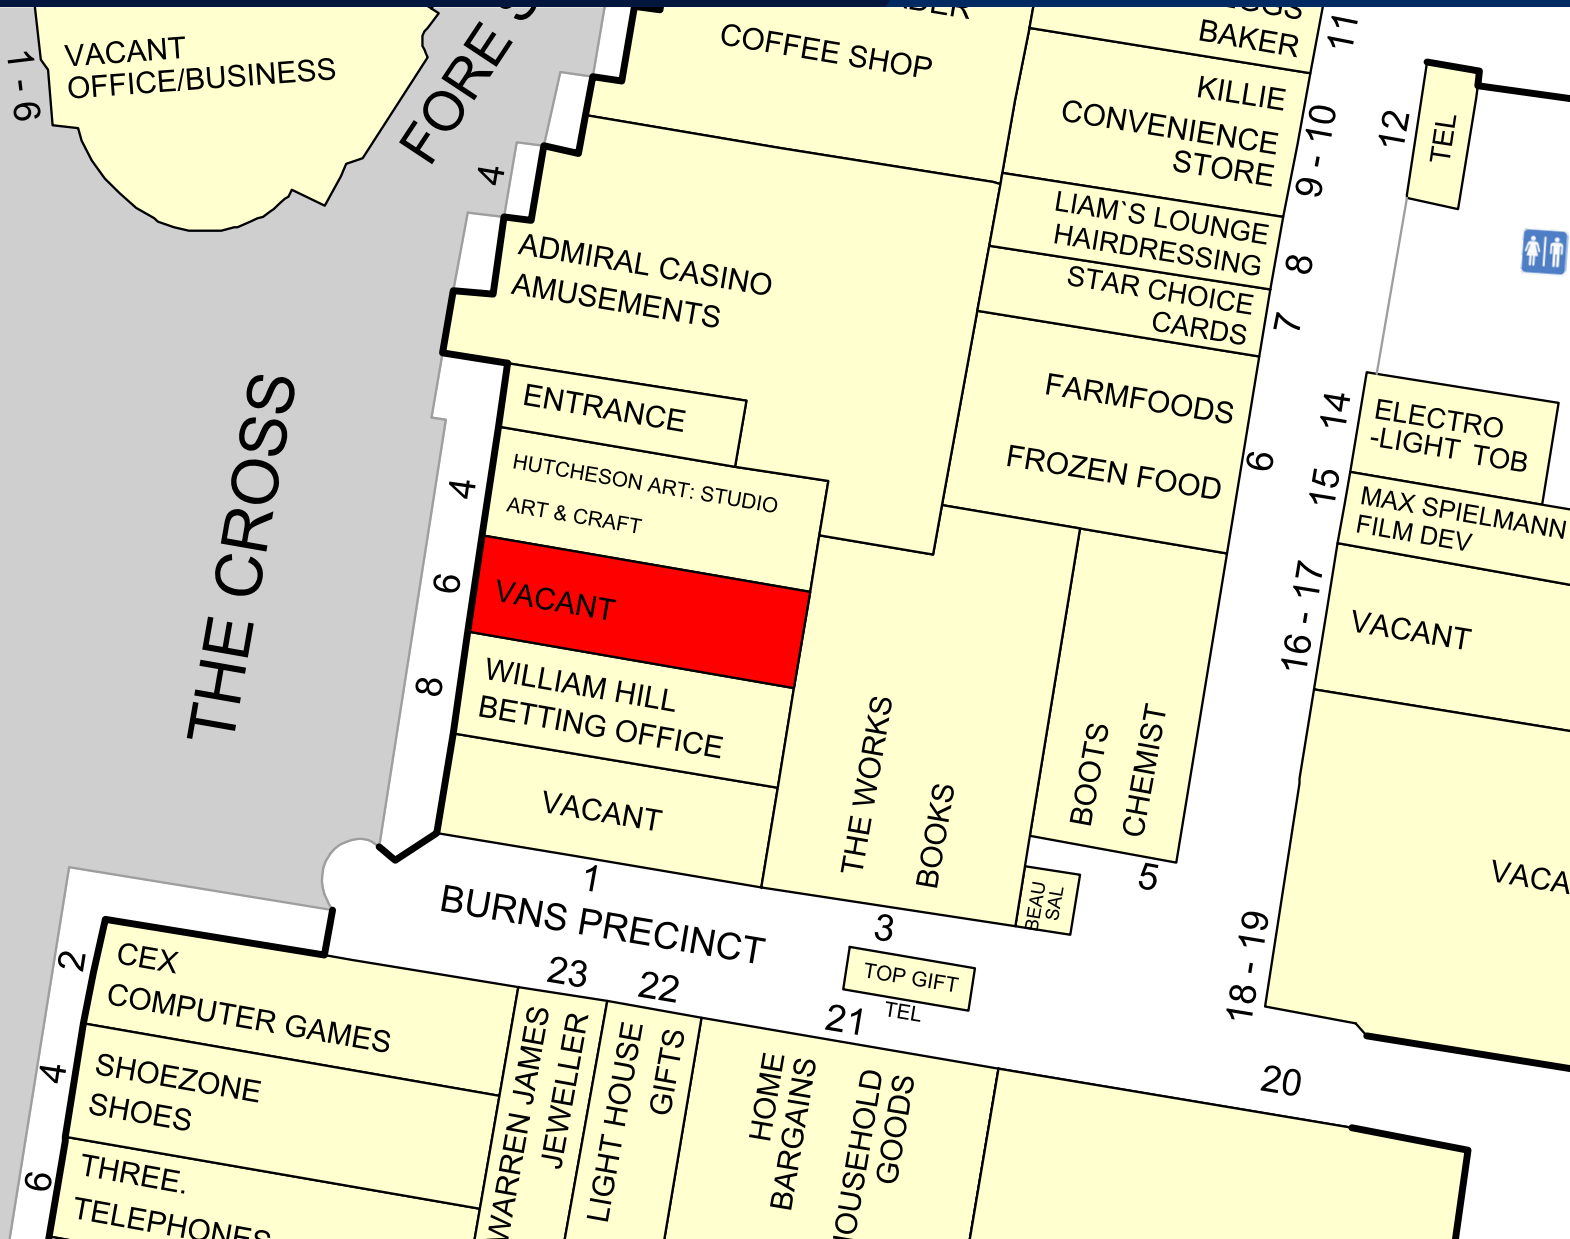 VACANT
OFFICE/BUSINESS
1 - 6
FORE
COFFEE SHOP
BAKER
11
KILLIE
CONVENIENCE
STORE
9 - 10
12
TEL
4
LIAM`S LOUNGE
HAIRDRESSING
8
ADMIRAL CASINO
AMUSEMENTS
STAR CHOICE
CARDS
7
THE CROSS
ENTRANCE
FARMFOODS
FROZEN FOOD
6
14
ELECTRO
-LIGHT TOB
4
HUTCHESON ART: STUDIO
ART & CRAFT
15
MAX SPIELMANN
FILM DEV
6
VACANT
16 - 17
VACANT
8
WILLIAM HILL
BETTING OFFICE
THE WORKS
BOOKS
BOOTS
CHEMIST
VACANT
1
5
BEAU
SAL
18 - 19
BURNS PRECINCT
3
TOP GIFT
TEL
2
CEX
COMPUTER GAMES
23
22
21
20
4
SHOEZONE
SHOES
WARREN JAMES
JEWELLER
LIGHT HOUSE
GIFTS
HOME
BARGAINS
HOUSEHOLD
GOODS
6
THREE.
TELEPHONES